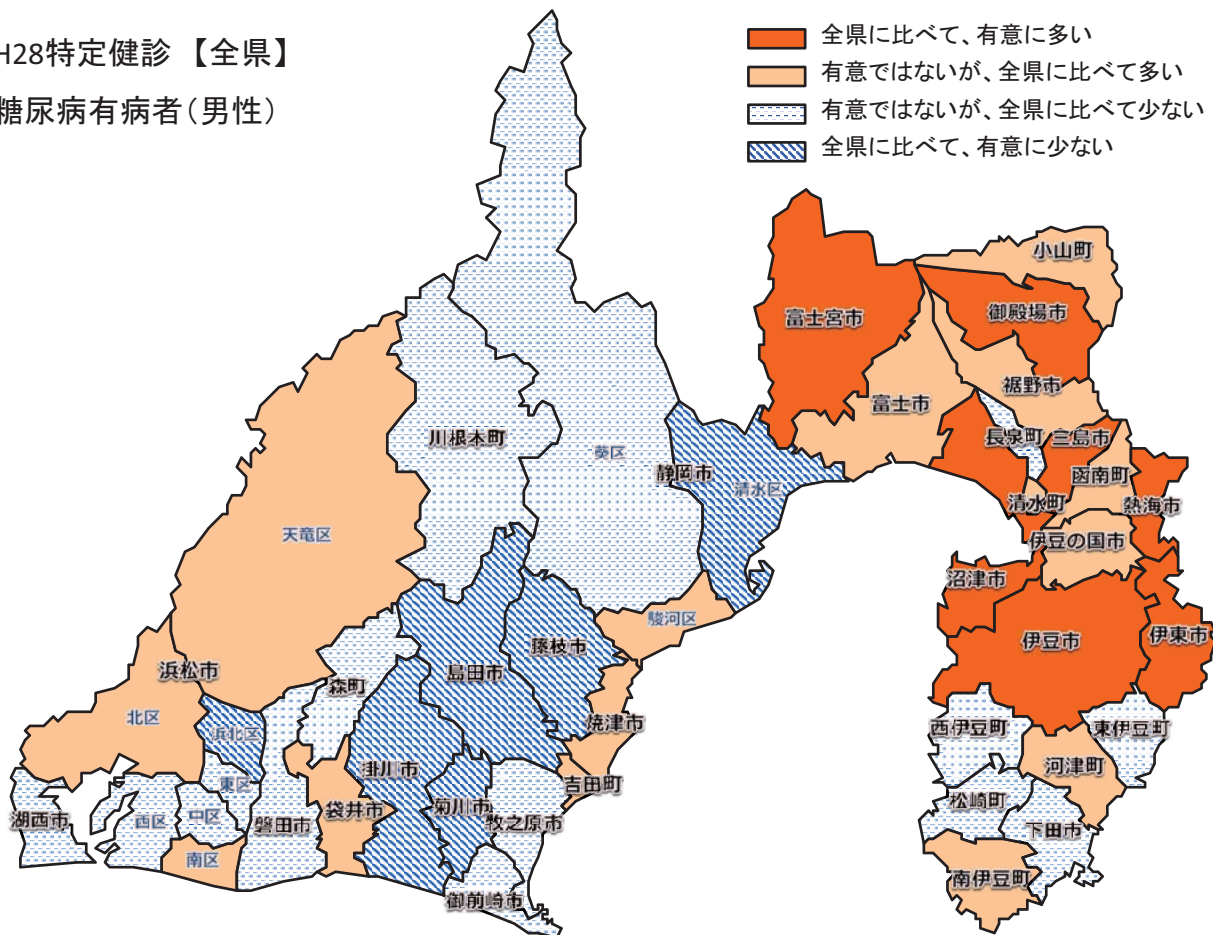 H28特定健診 【全県】
糖尿病有病者(男性)
全県に比べて、有意に多い
有意ではないが、全県に比べて多い
有意ではないが、全県に比べて少ない
全県に比べて、有意に少ない
小山町
御殿場市
富士宮市
裾野市
富士市
長泉町
三島市
川根本町
葵区
静岡市
清水区
函南町
清水町
熱海市
天竜区
伊豆の国市
沼津市
駿河区
伊豆市
伊東市
藤枝市
島田市
浜松市
森町
北区
浜北区
焼津市
西伊豆町
東伊豆町
掛川市
河津町
東区
吉田町
湖西市
西区
中区
磐田市
袋井市
菊川市
牧之原市
松崎町
下田市
南区
南伊豆町
御前崎市